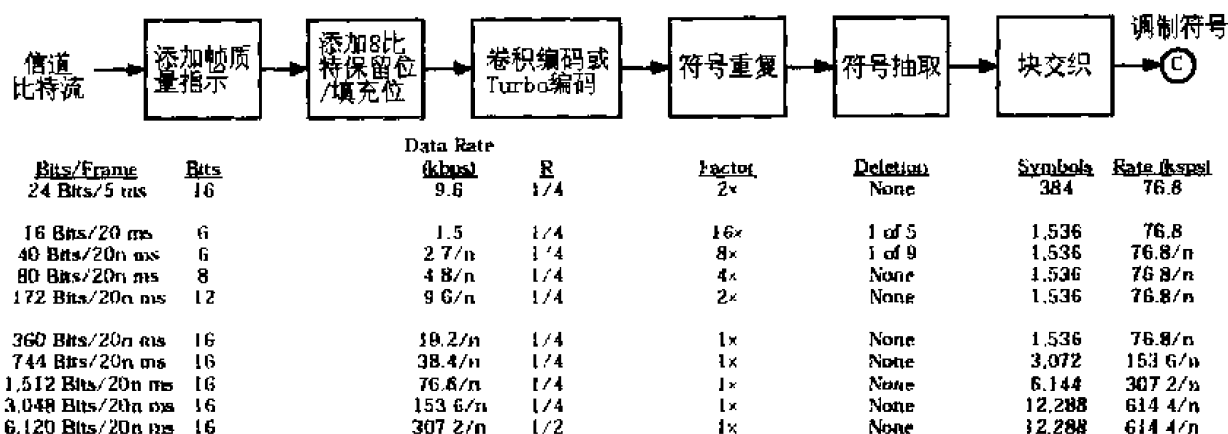 调制符号
信道
比特流
添加帧质
量指示
添加8比
特保留位
/填充位
卷积编码或
Turbo编码
符号重复
符号抽取
块交织
C
Data Rate
Bits/Frame Bits (kbps) R Factor Deletion Symbols Rate (ksps)
24 Bits/5 ms 16 9.6 1/4 2× None 384 76.8
16 Bits/20 ms 6 1.5 1/4 16× 1 of 5 1,536 76.8
40 Bits/20n ms 6 2 7/n 1/4 8× 1 of 9 1,536 76.8/n
80 Bits/20n ms 8 4 8/n 1/4 4× None 1,536 76 8/n
172 Bits/20n ms 12 9 6/n 1/4 2× None 1,536 76.8/n
360 Bits/20n ms 16 19.2/n 1/4 1× None 1,536 76.8/n
744 Bits/20n ms 16 38.4/n 1/4 1× None 3,072 153 6/n
1,512 Bits/20n ms 16 76.8/n 1/4 1× None 6,144 307 2/n
3,048 Bits/20n ms 16 153 6/n 1/4 1× None 12,288 614 4/n
6,120 Bits/20n ms 16 307 2/n 1/2 1× None 12,288 614 4/n